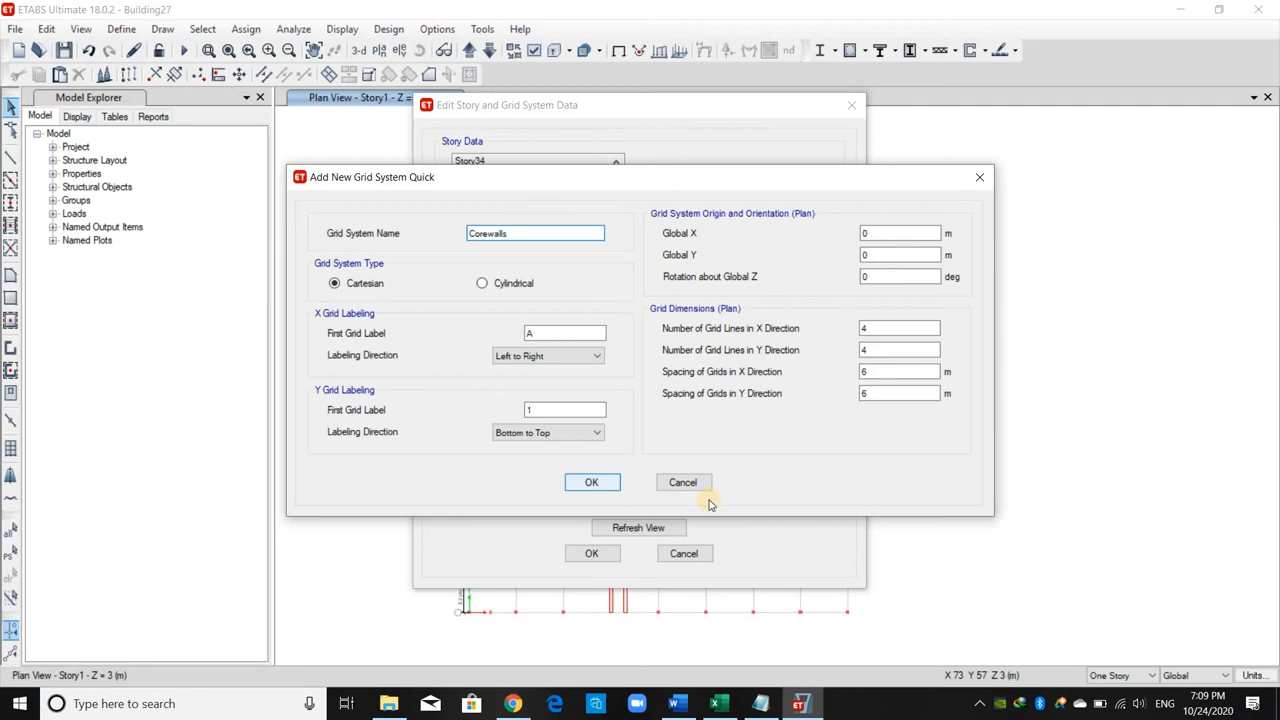 ETABS Ultimate 18.0.2 - Building27
File Edit View Define Draw Select Assign Analyze Display Design Options Tools Help
3-d
nd
Model Explorer
Plan View - Story1 - Z =
Edit Story and Grid System Data
Model Display Tables Reports
Model
Project
Structure Layout
Properties
Structural Objects
Groups
Loads
Named Output Items
Named Plots
Story Data
Story34
Add New Grid System Quick
Grid System Name Corewalls
Grid System Type
Cartesian Cylindrical
X Grid Labeling
First Grid Label A
Labeling Direction Left to Right
Y Grid Labeling
First Grid Label 1
Labeling Direction Bottom to Top
Grid System Origin and Orientation (Plan)
Global X 0 m
Global Y 0 m
Rotation about Global Z 0 deg
Grid Dimensions (Plan)
Number of Grid Lines in X Direction 4
Number of Grid Lines in Y Direction 4
Spacing of Grids in X Direction 6 m
Spacing of Grids in Y Direction 6 m
OK Cancel
Refresh View
OK Cancel
X
all
PS
clr
Plan View - Story1 - Z = 3 (m)
X 73 Y 57 Z 3 (m)
One Story Global Units...
Type here to search
ENG
7:09 PM
10/24/2020